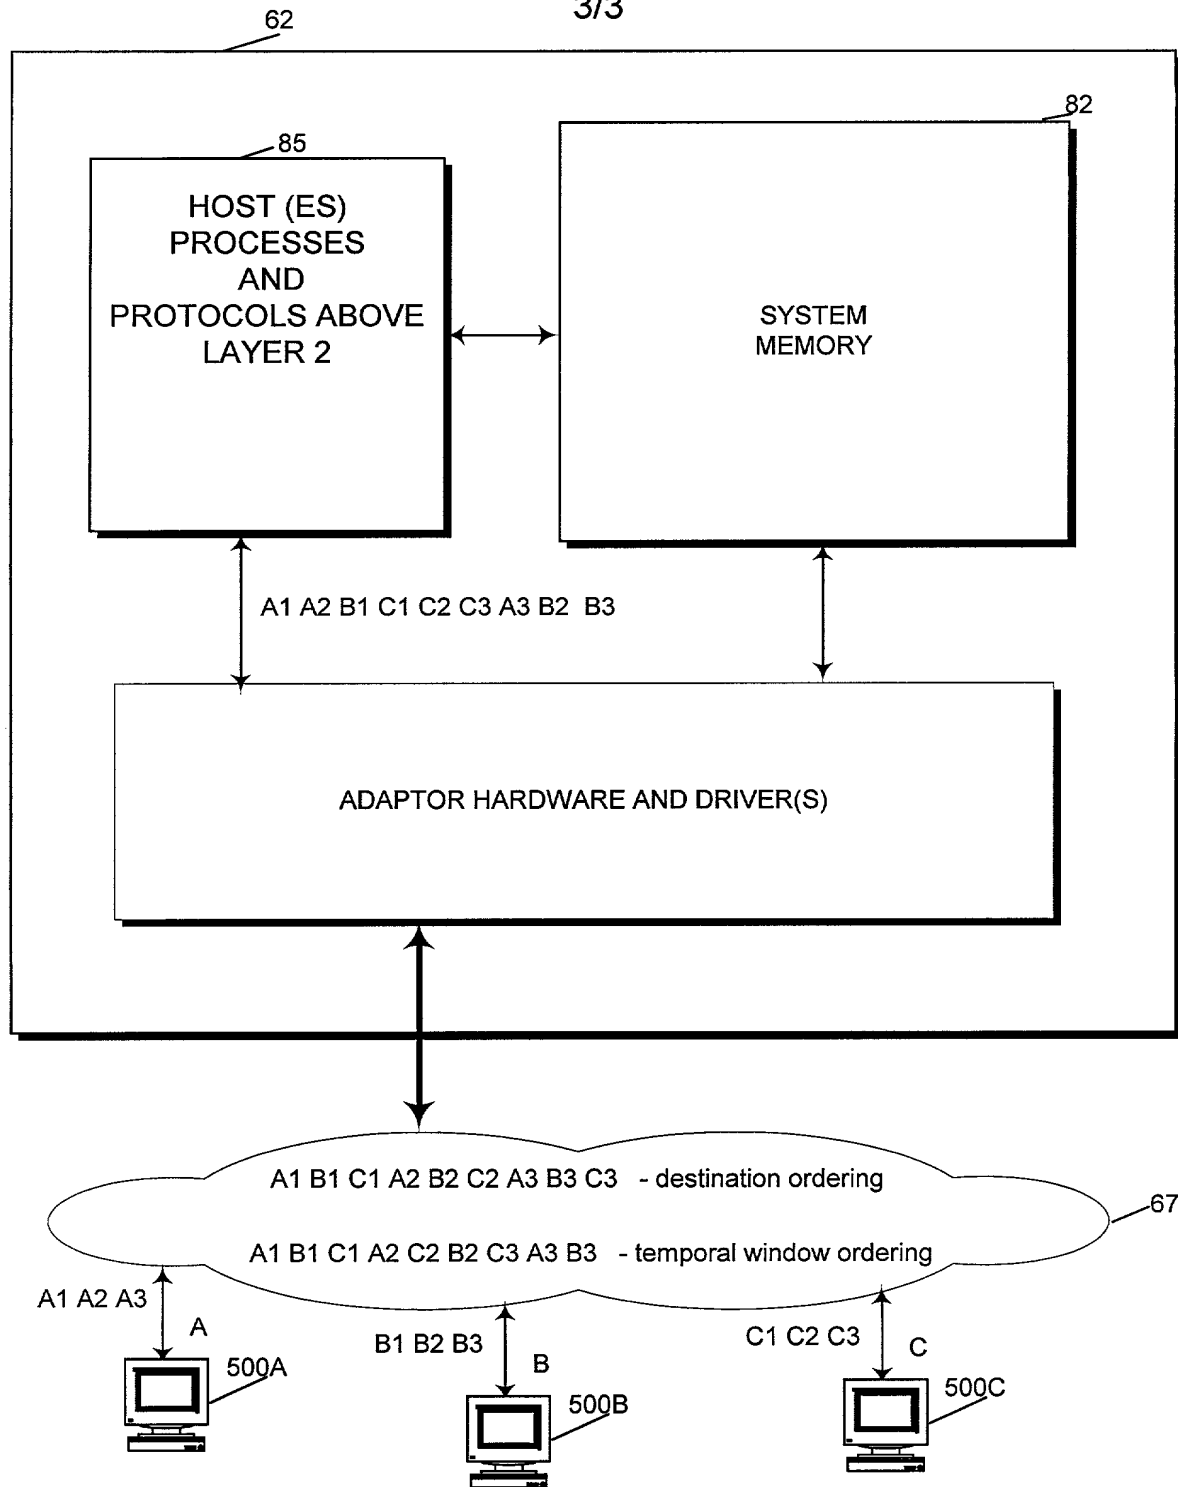 3/3
62
82
85
HOST (ES)
PROCESSES
AND
PROTOCOLS ABOVE
LAYER 2
SYSTEM
MEMORY
A1 A2 B1 C1 C2 C3 A3 B2 B3
ADAPTOR HARDWARE AND DRIVER(S)
A1 B1 C1 A2 B2 C2 A3 B3 C3 - destination ordering
67
A1 B1 C1 A2 C2 B2 C3 A3 B3 - temporal window ordering
A1 A2 A3
A
B1 B2 B3
B
C1 C2 C3
C
500A
500B
500C